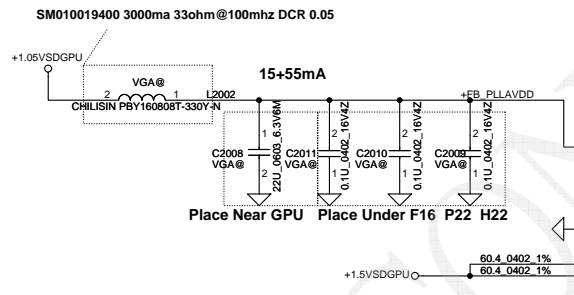 SM010019400 3000ma 33ohm@100mhz DCR 0.05
+1.05VSDGPU
VGA@
2 1 L2002
CHILISIN PBY160808T-330Y-N
15+55mA
+FB_PLLAVDD
C2008
VGA@
1
2
22U_0603_6.3V6M
C2011
VGA@
2
1
0.1U_0402_16V4Z
C2010
VGA@
2
1
0.1U_0402_16V4Z
C2009
VGA@
2
1
0.1U_0402_16V4Z
Place Near GPU Place Under F16 P22 H22
+1.5VSDGPU
60.4_0402_1%
60.4_0402_1%